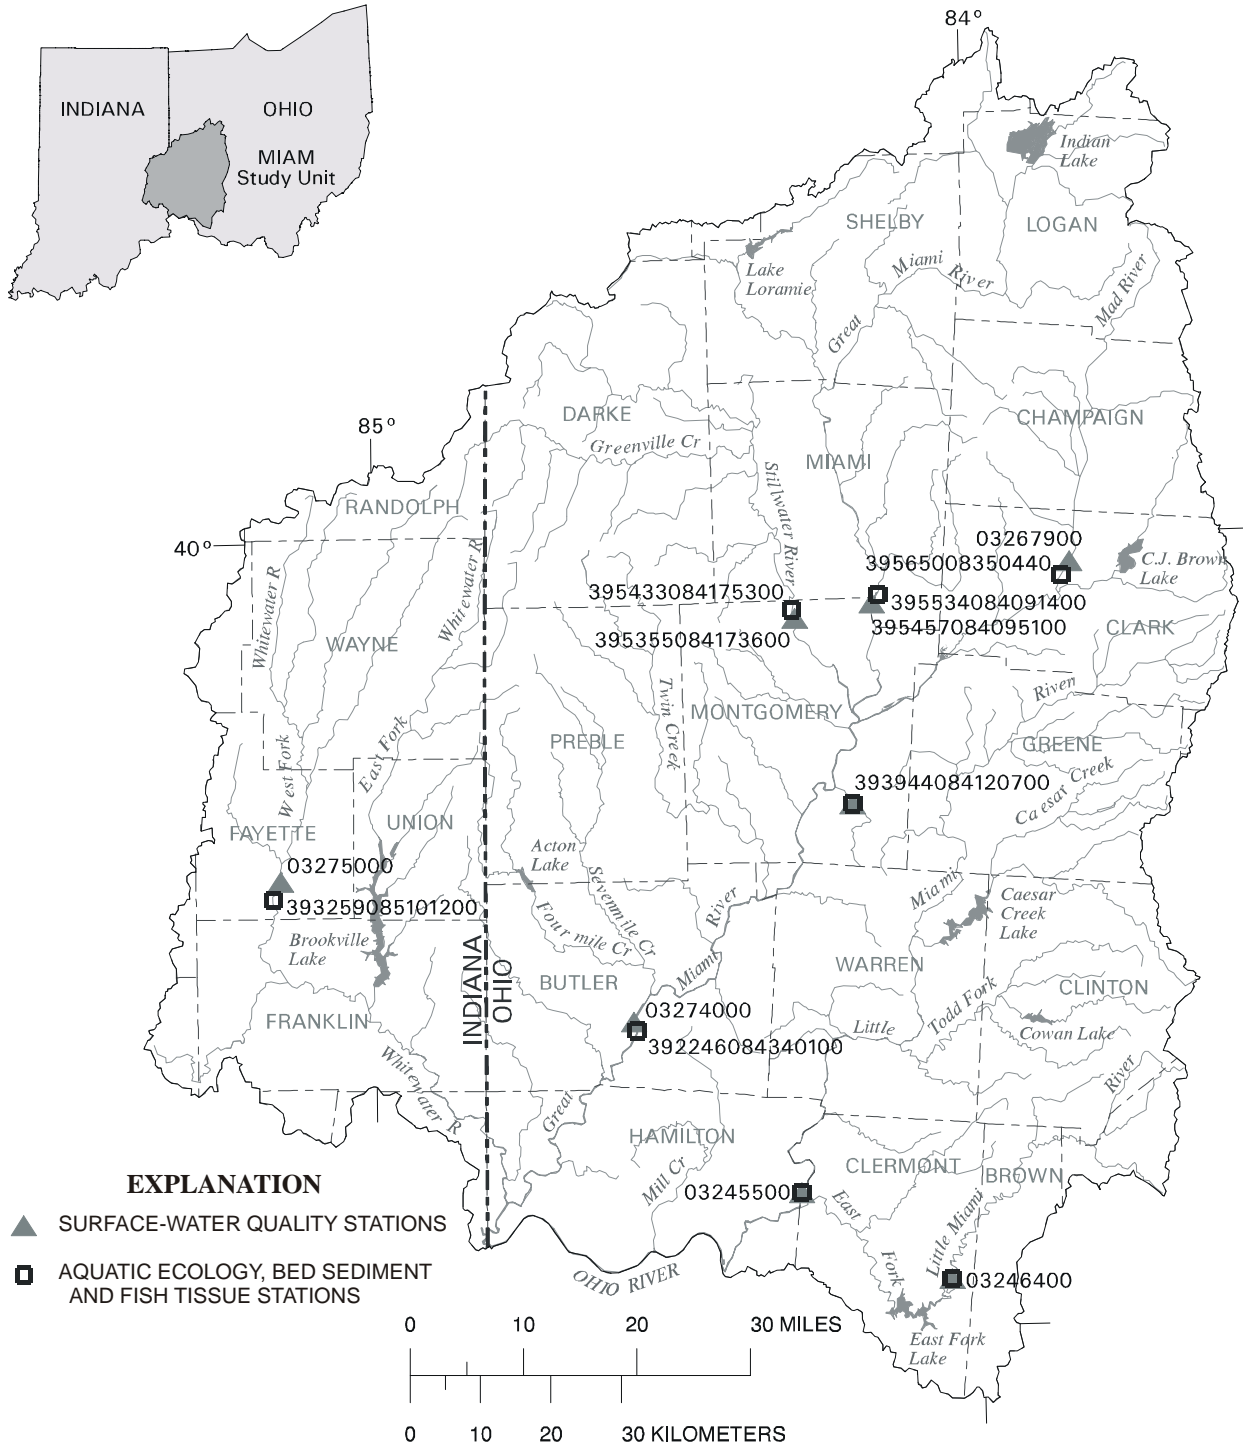 84°
INDIANA
OHIO
MIAM
Study Unit
Indian
Lake
SHELBY
LOGAN
Miami
River
Lake
Loramie
Mad River
Great
85°
DARKE
CHAMPAIGN
Greenville Cr
MIAMI
Stillwater River
RANDOLPH
40°
03267900
395650083504400
C.J. Brown
Lake
Whitewater R
Whitewater R
395433084175300
395534084091400
395355084173600
395457084095100
CLARK
WAYNE
River
Twin Creek
MONTGOMERY
West Fork
East Fork
PREBLE
GREENE
Caesar Creek
393944084120700
FAYETTE
UNION
Acton
Lake
03275000
Sevenmile Cr
Miami
Caesar
Creek
Lake
393259085101200
Four mile Cr
River
Brookville
Lake
INDIANA
OHIO
BUTLER
Miami
WARREN
CLINTON
Todd Fork
FRANKLIN
03274000
392246084340100
Little
Cowan Lake
Whitewater R
River
Great
HAMILTON
Mill Cr
CLERMONT
BROWN
03245500
East
Fork
Little Miami
03246400
OHIO RIVER
East Fork
Lake
EXPLANATION
SURFACE-WATER QUALITY STATIONS
AQUATIC ECOLOGY, BED SEDIMENT
AND FISH TISSUE STATIONS
0 10 20 30 MILES
0 10 20 30 KILOMETERS